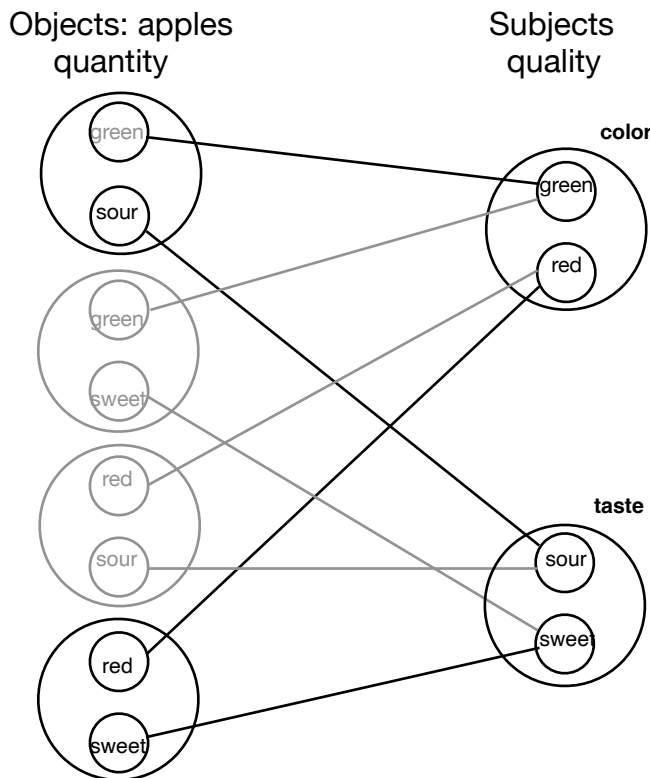 Objects: apples
quantity
green
sour
green
sweet
red
sour
red
sweet
Subjects
quality
color
green
red
taste
sour
sweet